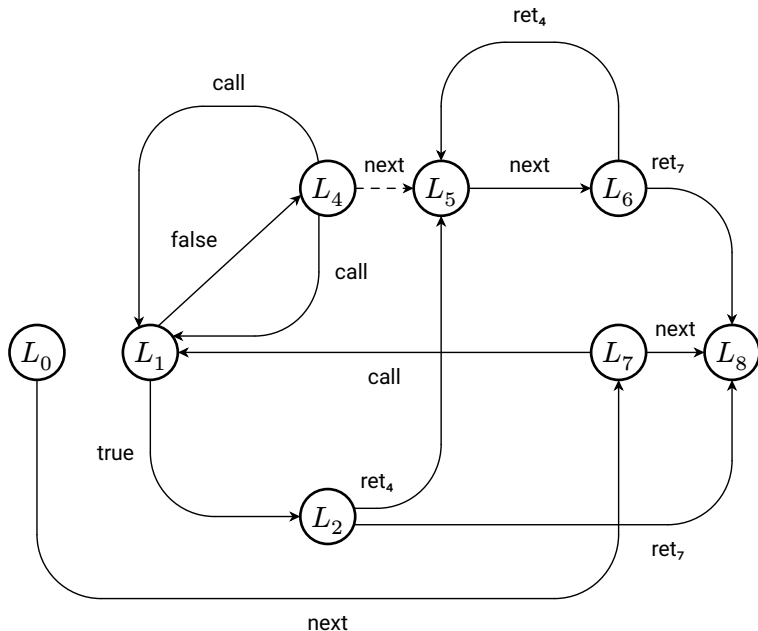 ret₄
call
next
next
ret₇
L₄
L₅
L₆
false
call
next
L₀
L₁
L₇
L₈
call
true
ret₄
L₂
ret₇
next